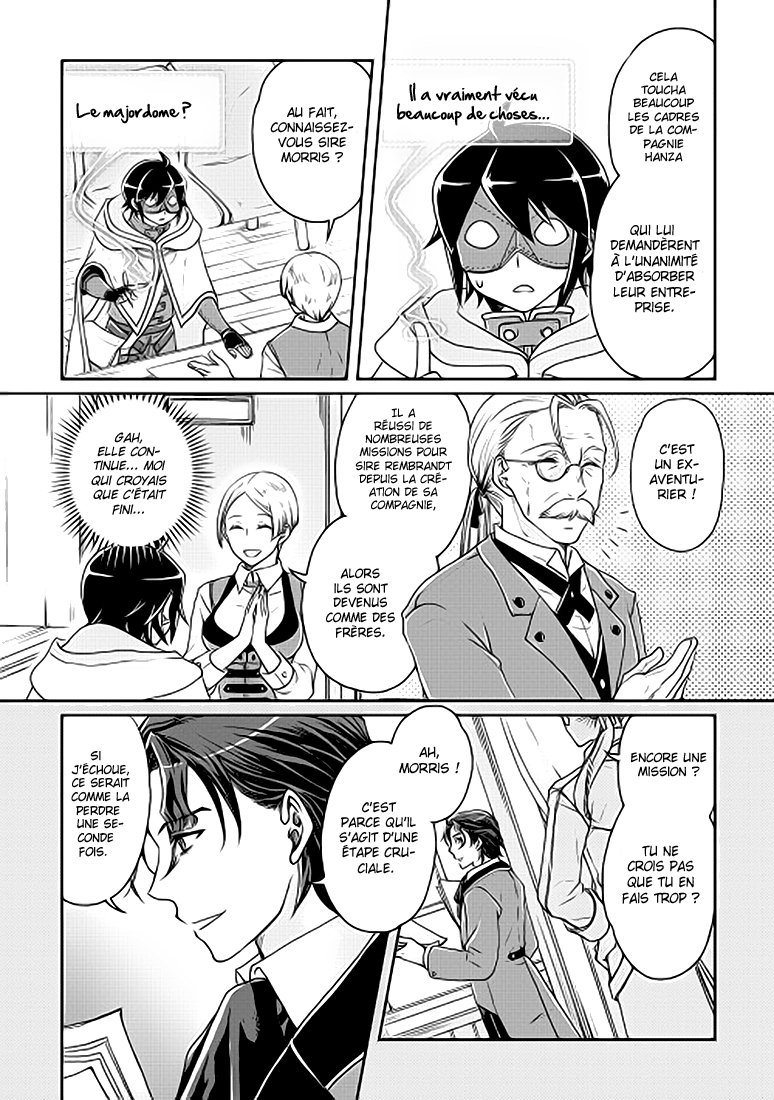 CELA
TOUCHA
BEAUCOUP
LES CADRES
DE LA COM-
PAGNIE
HANZA
QUI LUI
DEMANDÈRENT
À L'UNANIMITÉ
D'ABSORBER
LEUR ENTRE-
PRISE.
Il a vraiment vécu
beaucoup de choses...
AU FAIT,
CONNAISSEZ-
VOUS SIRE
MORRIS ?
Le majordome ?
C'EST
UN EX-
AVENTU-
RIER !
IL A
RÉUSSI DE
NOMBREUSES
MISSIONS POUR
SIRE REMBRANDT
DEPUIS LA CRÉ-
ATION DE SA
COMPAGNIE,
ALORS
ILS SONT
DEVENUS
COMME DES
FRÈRES.
GAH,
ELLE CON-
TINUE... MOI
QUI CROYAIS
QUE C'ÉTAIT
FINI...
ENCORE UNE
MISSION ?
TU NE
CROIS PAS
QUE TU EN
FAIS TROP ?
AH,
MORRIS !
C'EST
PARCE QU'IL
S'AGIT D'UNE
ÉTAPE CRU-
CIALE.
SI
J'ÉCHOUE,
CE SERAIT
COMME LA
PERDRE
UNE SE-
CONDE
FOIS.